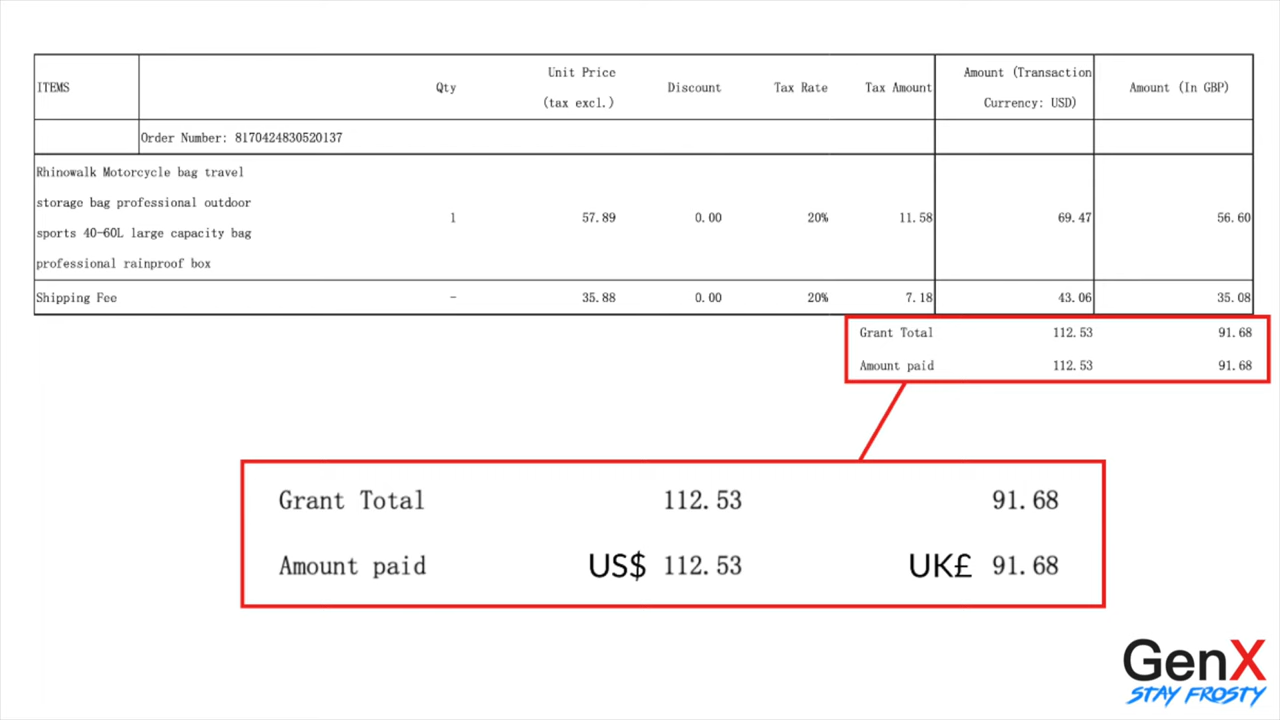 ITEMS Qty Unit Price (tax excl.) Discount Tax Rate Tax Amount Amount (Transaction Currency: USD) Amount (In GBP)
Order Number: 8170424830520137
Rhinowalk Motorcycle bag travel
storage bag professional outdoor
sports 40-60L large capacity bag
professional rainproof box
1 57.89 0.00 20% 11.58 69.47 56.60
Shipping Fee - 35.88 0.00 20% 7.18 43.06 35.08
Grant Total 112.53 91.68
Amount paid 112.53 91.68
Grant Total 112.53 91.68
Amount paid US$ 112.53 UK£ 91.68
GenX
STAY FROSTY